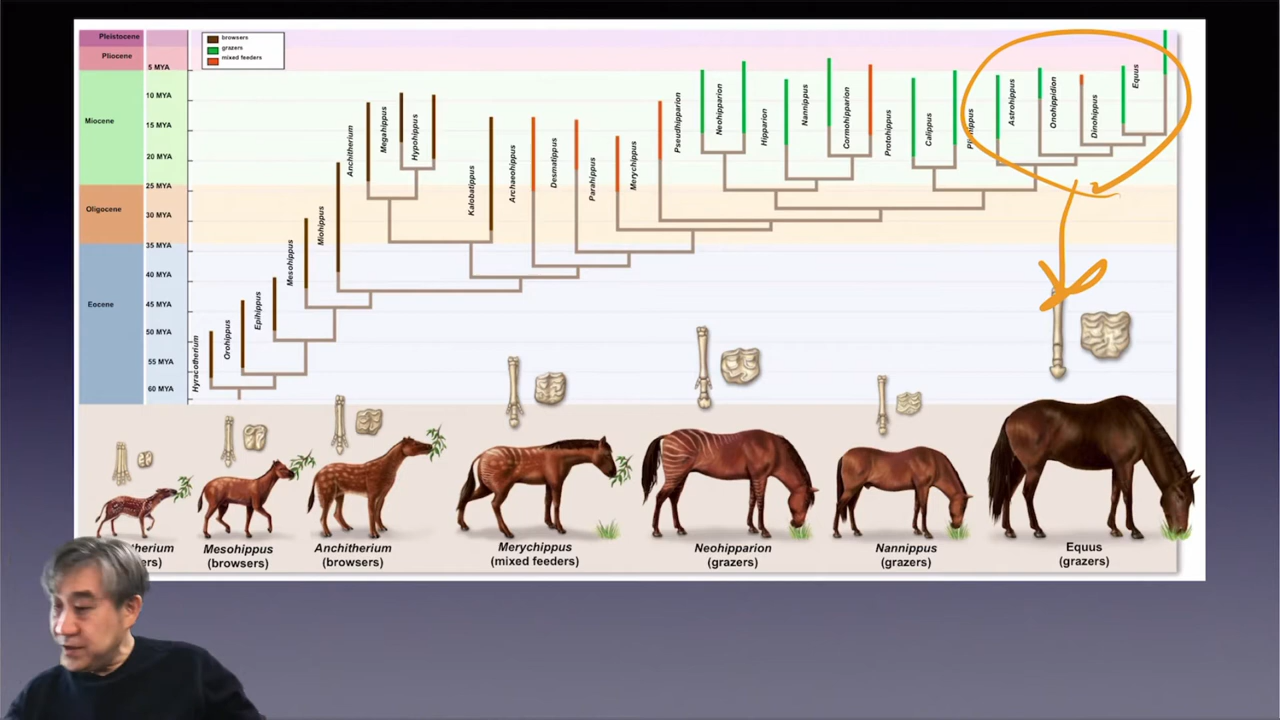 Pleistocene
Pliocene
Miocene
Oligocene
Eocene
5 MYA
10 MYA
15 MYA
20 MYA
25 MYA
30 MYA
35 MYA
40 MYA
45 MYA
50 MYA
55 MYA
60 MYA
browsers
grazers
mixed feeders
Hyracotherium
Orohippus
Epihippus
Mesohippus
Miohippus
Anchitherium
Megahippus
Hypohippus
Kalobatippus
Archaeohippus
Desmatippus
Parahippus
Merychippus
Pseudhipparion
Neohipparion
Hipparion
Nannippus
Cormohipparion
Protohippus
Calippus
Astrohippus
Onohippidion
Dinohippus
Equus
therium
ers)
Mesohippus
(browsers)
Anchitherium
(browsers)
Merychippus
(mixed feeders)
Neohipparion
(grazers)
Nannippus
(grazers)
Equus
(grazers)